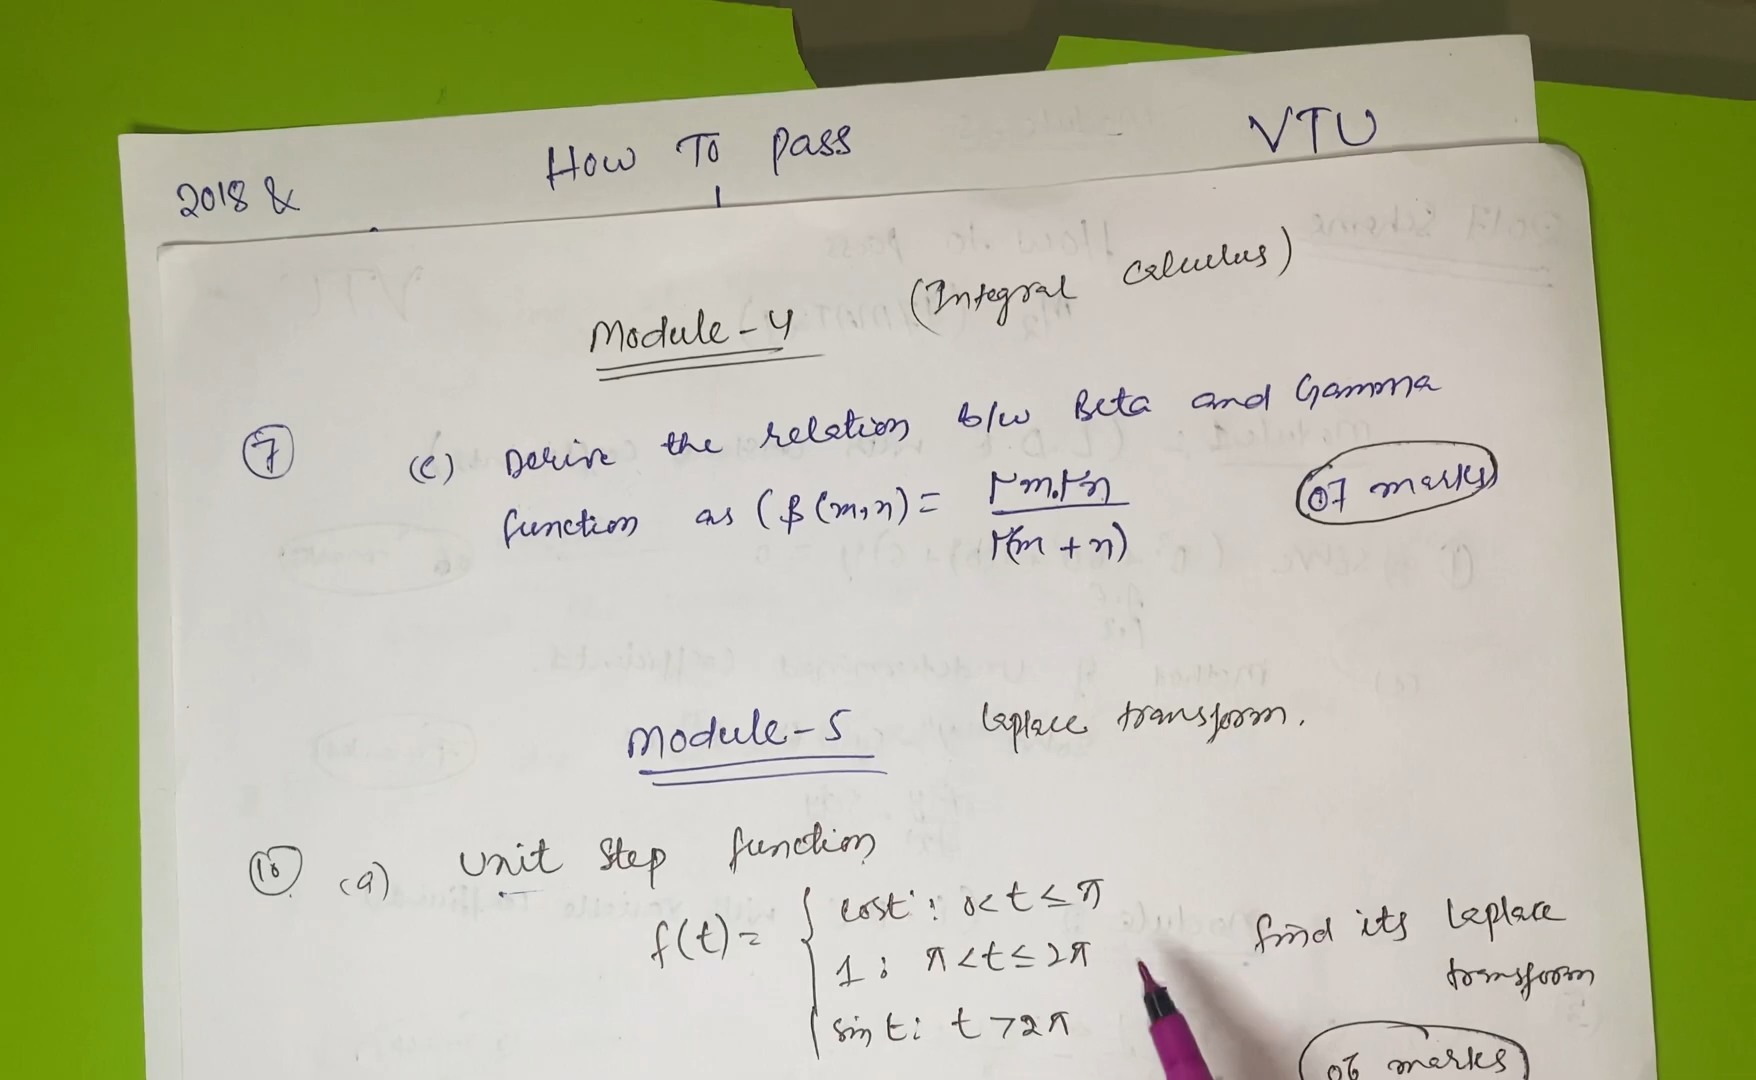 How To pass
VTU
2018 &
Module-4 (Integral calculus)
7 (c) Derive the relation b/w Beta and Gamma
function as (β(m,n) = Γm.Γn / Γ(m+n)
07 marks
Module-5 Laplace transform.
10 (a) Unit Step function
f(t)= { cost : 0<t≤π
1 : π<t≤2π
sin t : t>2π
find its Laplace
transform
06 marks